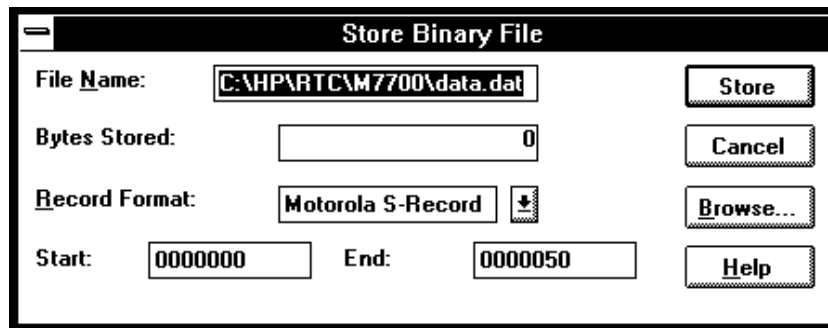 Store Binary File
File Name: C:\HP\RTC\M7700\data.dat Store
Bytes Stored: 0 Cancel
Record Format: Motorola S-Record Browse...
Start: 0000000 End: 0000050 Help